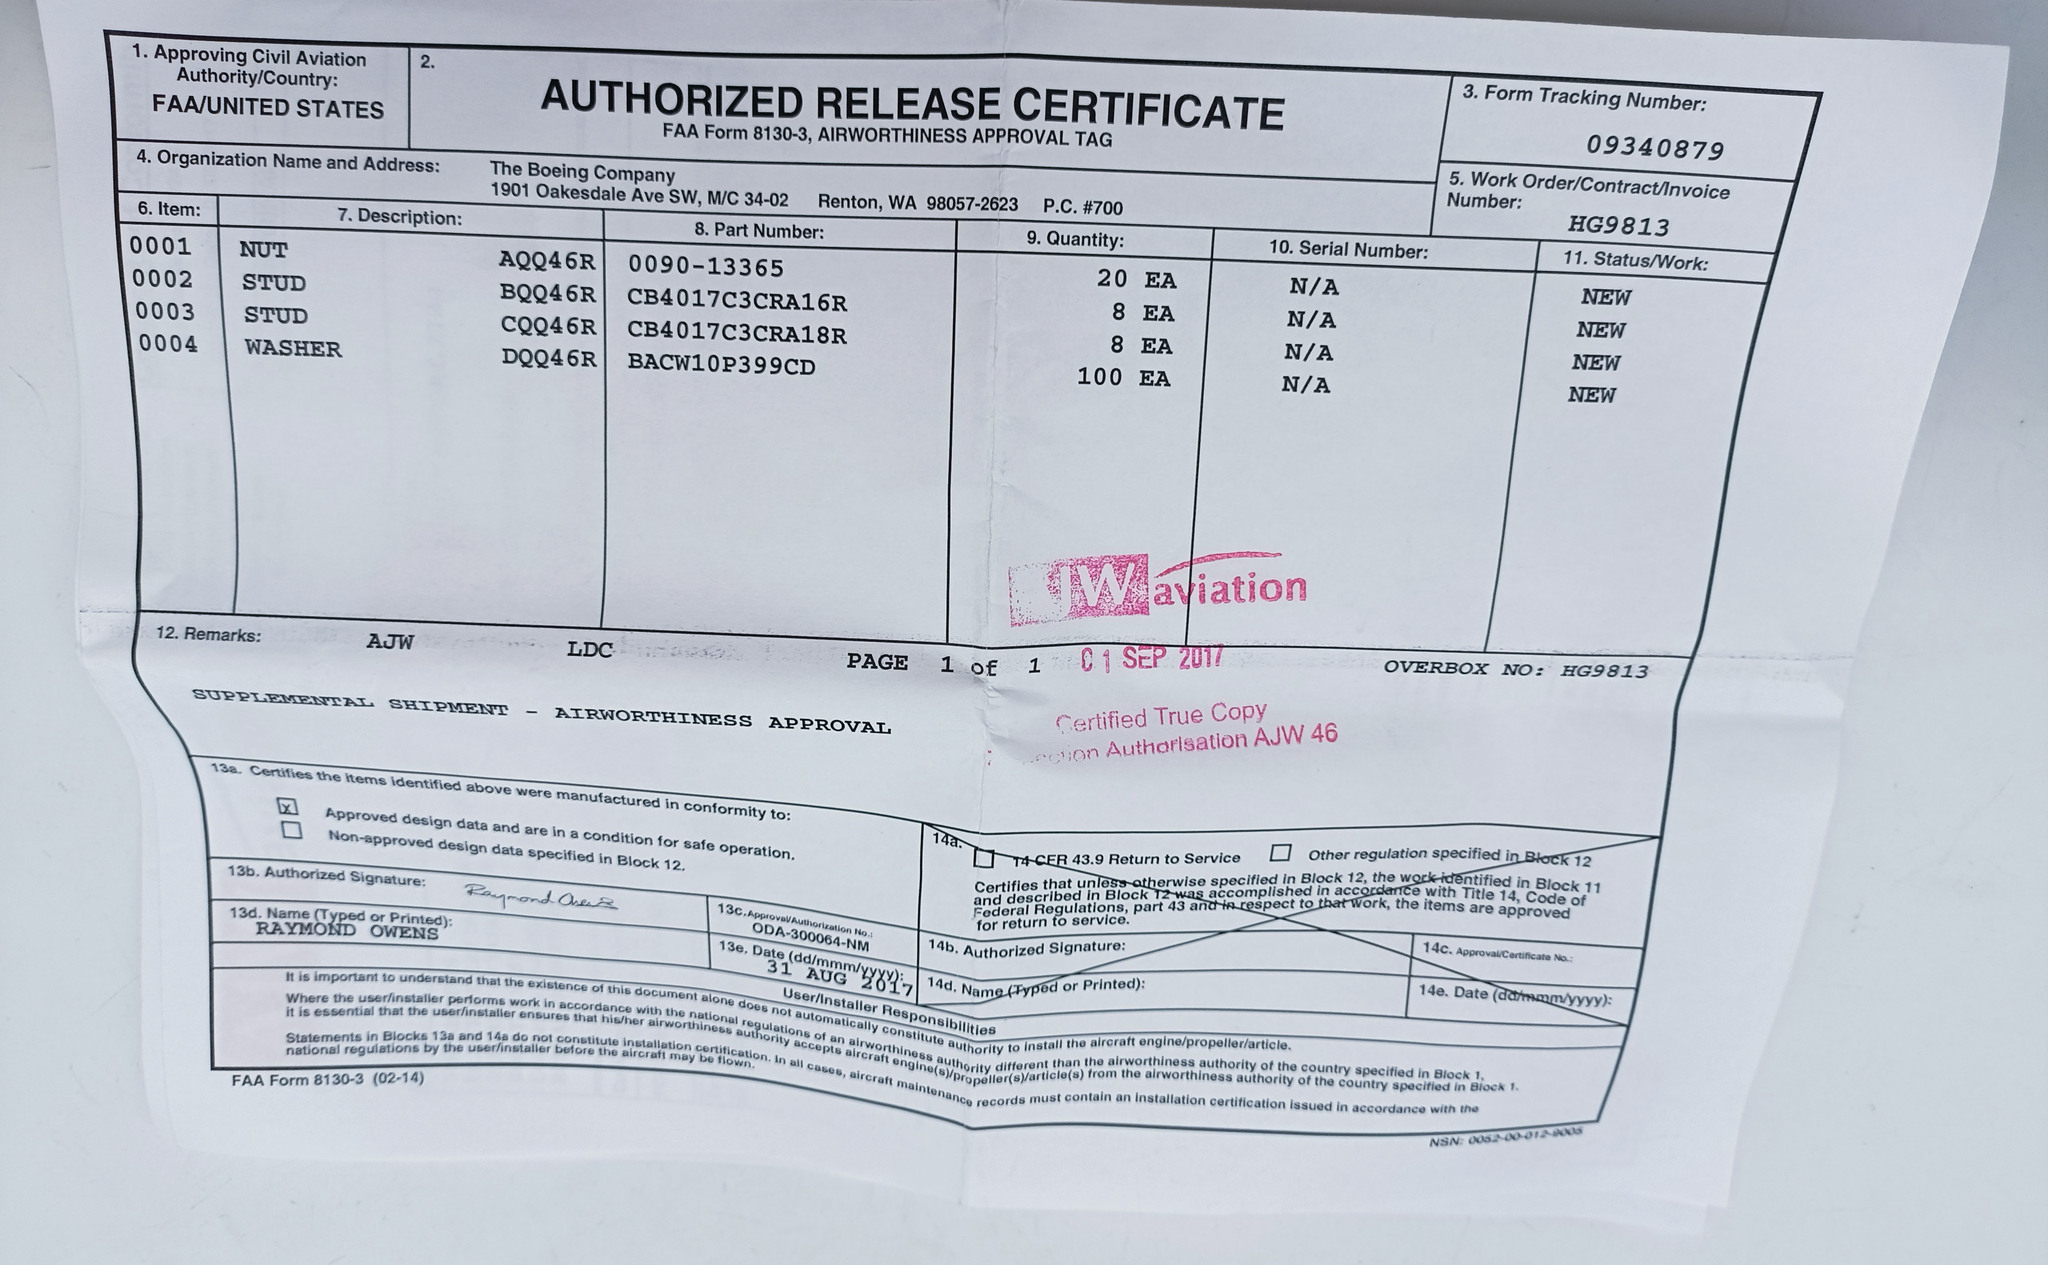 1. Approving Civil Aviation
Authority/Country:
FAA/UNITED STATES
2.
AUTHORIZED RELEASE CERTIFICATE
FAA Form 8130-3, AIRWORTHINESS APPROVAL TAG
3. Form Tracking Number:
09340879
4. Organization Name and Address:
The Boeing Company
1901 Oakesdale Ave SW, M/C 34-02 Renton, WA 98057-2623 P.C. #700
5. Work Order/Contract/Invoice
Number:
HG9813
6. Item: 7. Description: 8. Part Number: 9. Quantity: 10. Serial Number: 11. Status/Work:
0001 NUT AQQ46R 0090-13365 20 EA N/A NEW
0002 STUD BQQ46R CB4017C3CRA16R 8 EA N/A NEW
0003 STUD CQQ46R CB4017C3CRA18R 8 EA N/A NEW
0004 WASHER DQQ46R BACW10P399CD 100 EA N/A NEW
W aviation
12. Remarks: AJW LDC PAGE 1 of 1 01 SEP 2017 OVERBOX NO: HG9813
SUPPLEMENTAL SHIPMENT - AIRWORTHINESS APPROVAL
Certified True Copy
Authorisation AJW 46
13a. Certifies the items identified above were manufactured in conformity to:
x Approved design data and are in a condition for safe operation.
Non-approved design data specified in Block 12.
14a.
14 CFR 43.9 Return to Service Other regulation specified in Block 12
Certifies that unless otherwise specified in Block 12, the work identified in Block 11
and described in Block 12 was accomplished in accordance with Title 14, Code of
Federal Regulations, part 43 and in respect to that work, the items are approved
for return to service.
13b. Authorized Signature:
Raymond Owens
13c. Approval/Authorization No.:
ODA-300064-NM
14b. Authorized Signature:
14c. Approval/Certificate No.:
13d. Name (Typed or Printed):
RAYMOND OWENS
13e. Date (dd/mmm/yyyy):
31 AUG 2017
14d. Name (Typed or Printed):
14e. Date (dd/mmm/yyyy):
User/Installer Responsibilities
It is important to understand that the existence of this document alone does not automatically constitute authority to install the aircraft engine/propeller/article.
Where the user/installer performs work in accordance with the national regulations of an airworthiness authority different than the airworthiness authority of the country specified in Block 1,
it is essential that the user/installer ensures that his/her airworthiness authority accepts aircraft engine(s)/propeller(s)/article(s) from the airworthiness authority of the country specified in Block 1.
Statements in Blocks 13a and 14a do not constitute installation certification. In all cases, aircraft maintenance records must contain an installation certification issued in accordance with the
national regulations by the user/installer before the aircraft may be flown.
FAA Form 8130-3 (02-14)
NSN: 0052-00-012-9005